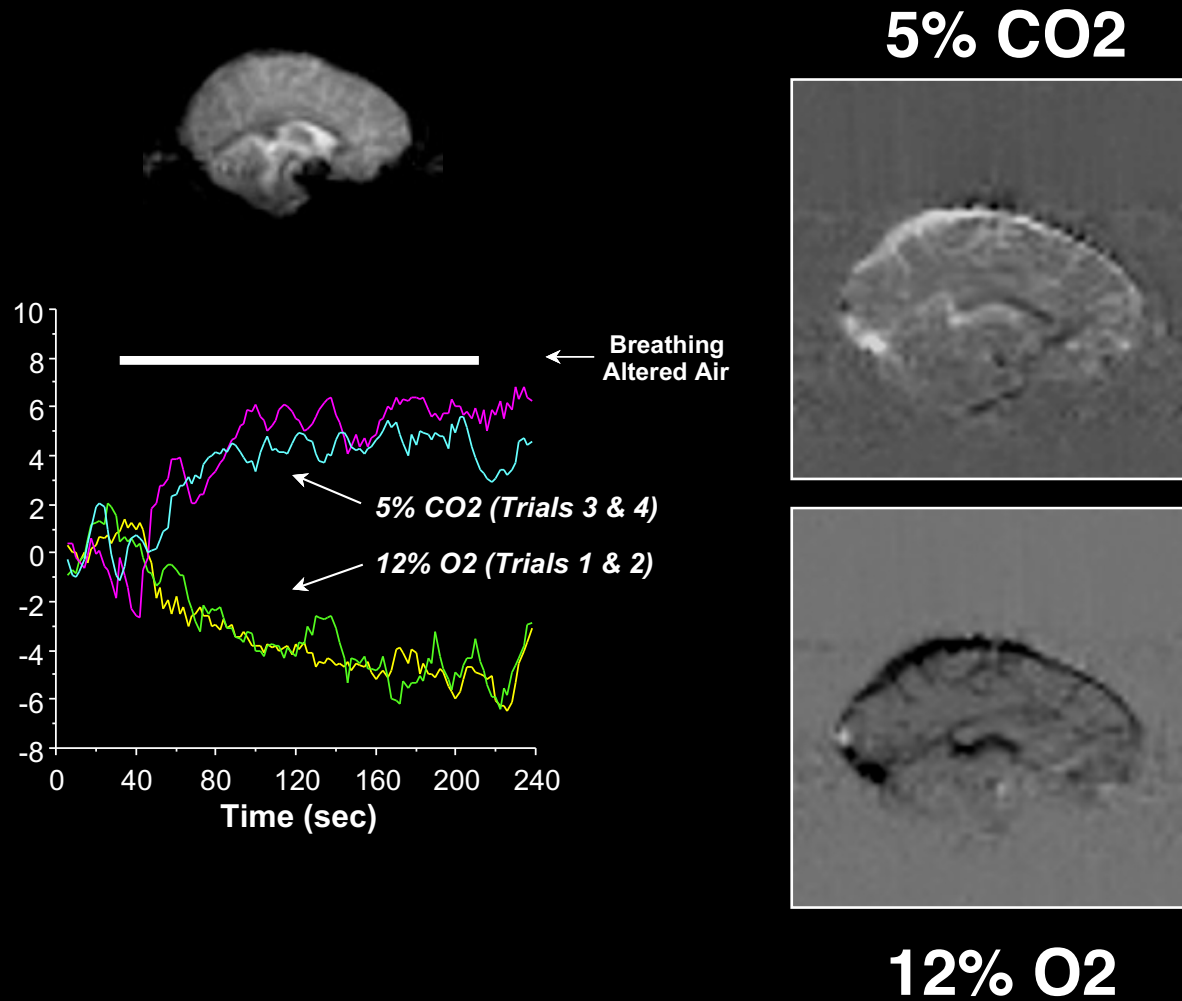 5% CO2
10
8
6
4
2
0
-2
-4
-6
-8
Breathing
Altered Air
5% CO2 (Trials 3 & 4)
12% O2 (Trials 1 & 2)
0 40 80 120 160 200 240
Time (sec)
12% O2